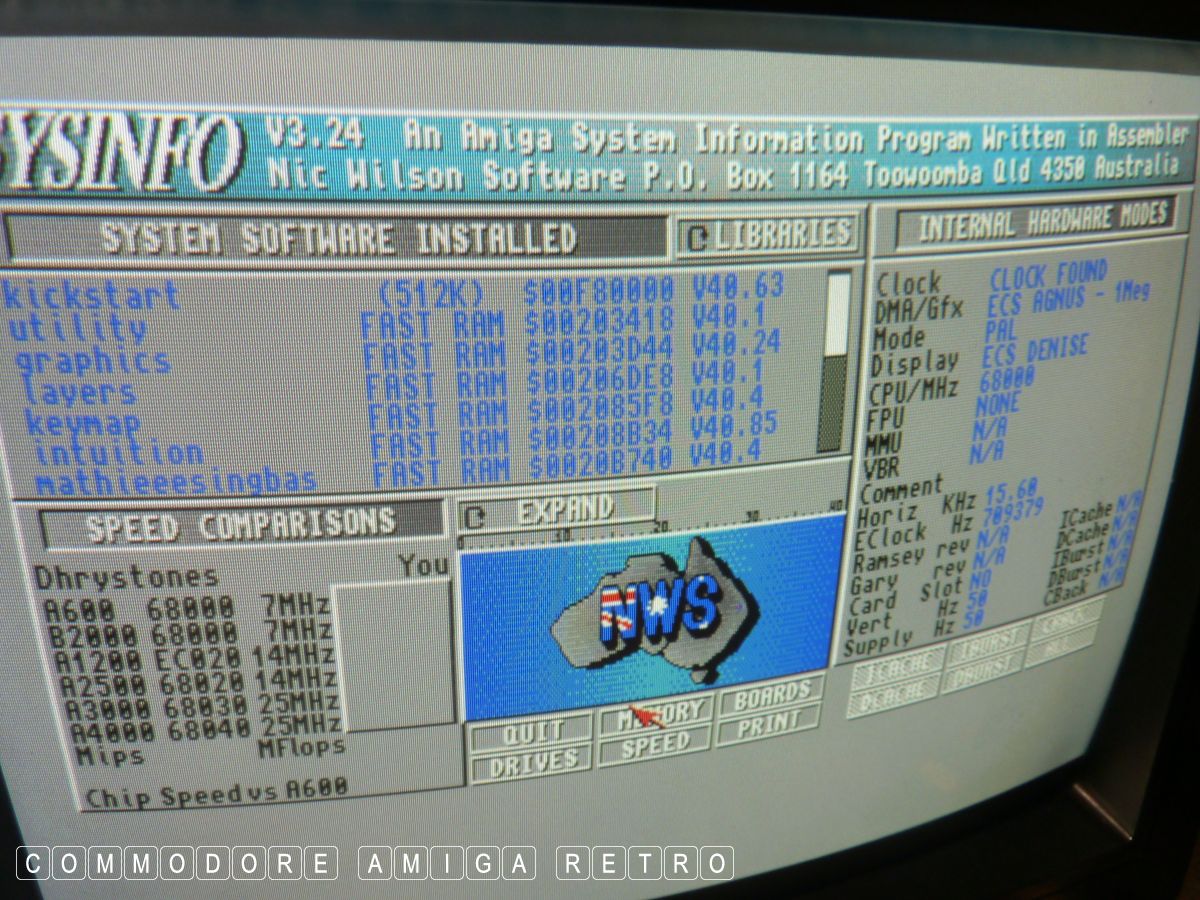 YSINFO
V3.24 An Amiga System Information Program Written in Assembler
Nic Wilson Software P.O. Box 1164 Toowoomba Qld 4350 Australia
SYSTEM SOFTWARE INSTALLED
LIBRARIES
kickstart (512K) $00F80000 V40.63
utility FAST RAM $00203418 V40.1
graphics FAST RAM $00203D44 V40.24
layers FAST RAM $00206DE8 V40.1
keymap FAST RAM $002085F8 V40.4
intuition FAST RAM $00208B34 V40.85
mathieeesingbas FAST RAM $0020B740 V40.4
INTERNAL HARDWARE MODES
Clock CLOCK FOUND
DMA/Gfx ECS AGNUS - 1Meg
Mode PAL
Display ECS DENISE
CPU/MHz 68000
FPU NONE
MMU N/A
VBR N/A
Comment
Horiz KHz 15.60
EClock Hz 709379
Ramsey rev N/A
Gary rev N/A
Card Slot NO
Vert Hz 50
Supply Hz 50
ICache N/A
DCache N/A
IBurst N/A
DBurst N/A
CBack N/A
ICACHE IBURST
DCACHE DBURST
SPEED COMPARISONS
EXPAND
10 20 30 40
Dhrystones You
A600 68000 7MHz
B2000 68000 7MHz
A1200 EC020 14MHz
A2500 68020 14MHz
A3000 68030 25MHz
A4000 68040 25MHz
Mips MFlops
Chip Speed vs A600
NWS
QUIT MEMORY BOARDS
DRIVES SPEED PRINT
COMMODORE AMIGA RETRO